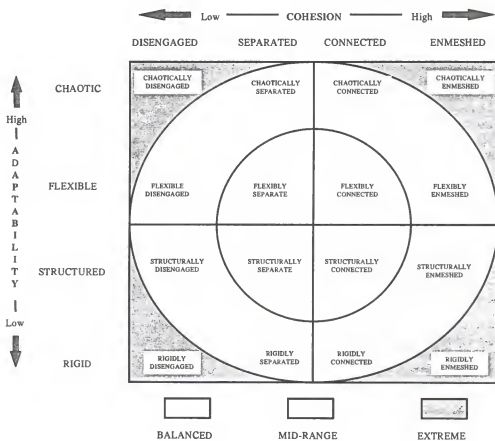 Low COHESION High
DISENGAGED SEPARATED CONNECTED ENMESHED
CHAOTIC
CHAOTICALLY
DISENGAGED
CHAOTICALLY
SEPARATED
CHAOTICALLY
CONNECTED
CHAOTICALLY
ENMESHED
High
ADAPTABILITY
Low
FLEXIBLE
FLEXIBLE
DISENGAGED
FLEXIBLY
SEPARATE
FLEXIBLY
CONNECTED
FLEXIBLY
ENMESHED
STRUCTURED
STRUCTURALLY
DISENGAGED
STRUCTURALLY
SEPARATE
STRUCTURALLY
CONNECTED
STRUCTURALLY
ENMESHED
RIGID
RIGIDLY
DISENGAGED
RIGIDLY
SEPARATED
RIGIDLY
CONNECTED
RIGIDLY
ENMESHED
BALANCED MID-RANGE EXTREME